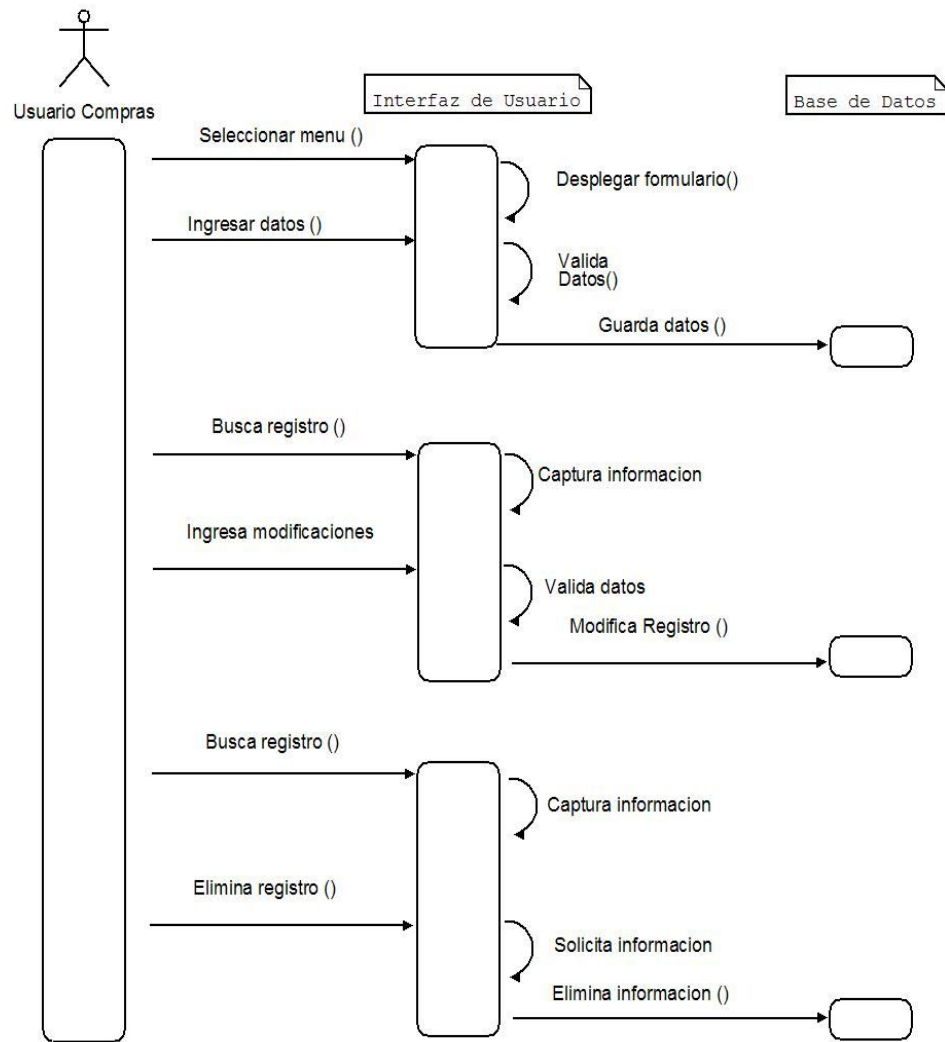 Usuario Compras
Interfaz de Usuario
Base de Datos
Seleccionar menu ()
Desplegar formulario()
Ingresar datos ()
Valida
Datos()
Guarda datos ()
Busca registro ()
Captura informacion
Ingresa modificaciones
Valida datos
Modifica Registro ()
Busca registro ()
Captura informacion
Elimina registro ()
Solicita informacion
Elimina informacion ()